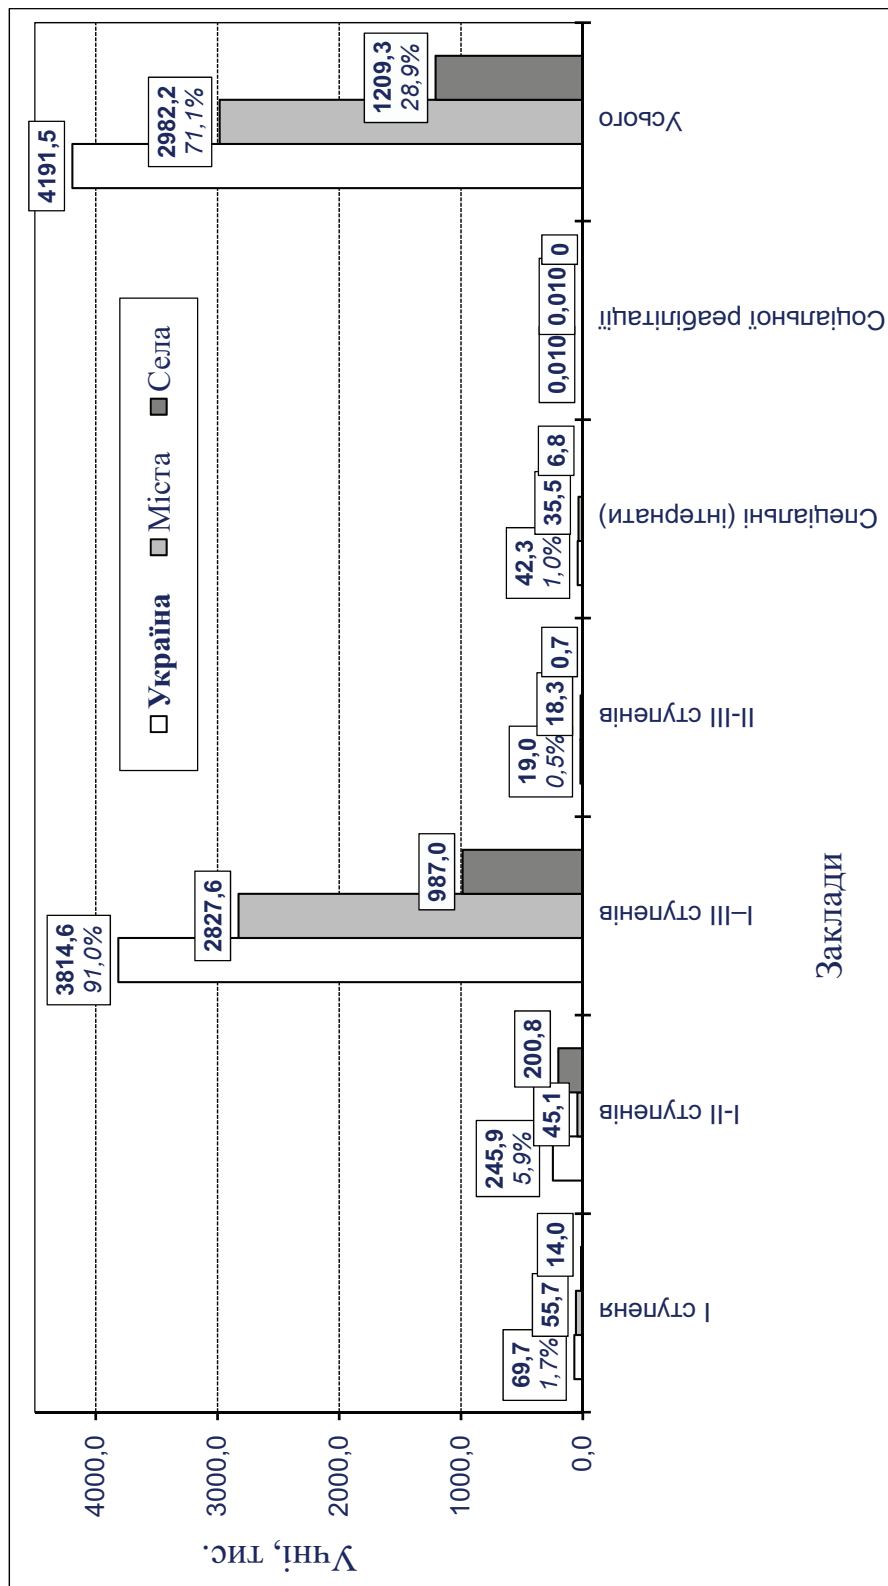 Учні, тис.
4000,0
3000,0
2000,0
1000,0
0,0
Україна
Міста
Села
69,7
1,7%
55,7
14,0
245,9
5,9%
45,1
200,8
3814,6
91,0%
2827,6
987,0
19,0
0,5%
18,3
0,7
42,3
1,0%
35,5
6,8
0,010
0,010
0
4191,5
2982,2
71,1%
1209,3
28,9%
І ступеня
І-ІІ ступенів
І–ІІІ ступенів
ІІ-ІІІ ступенів
Спеціальні (інтернати)
Соціальної реабілітації
Усього
Заклади